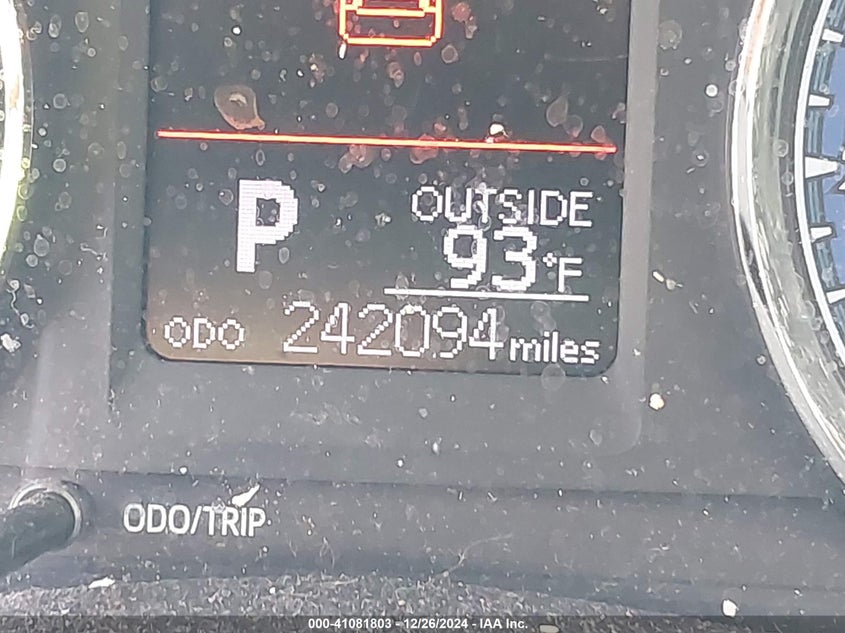 P
OUTSIDE
93°F
ODO 242094 miles
ODO/TRIP
000-41081803 - 12/26/2024 - IAA Inc.